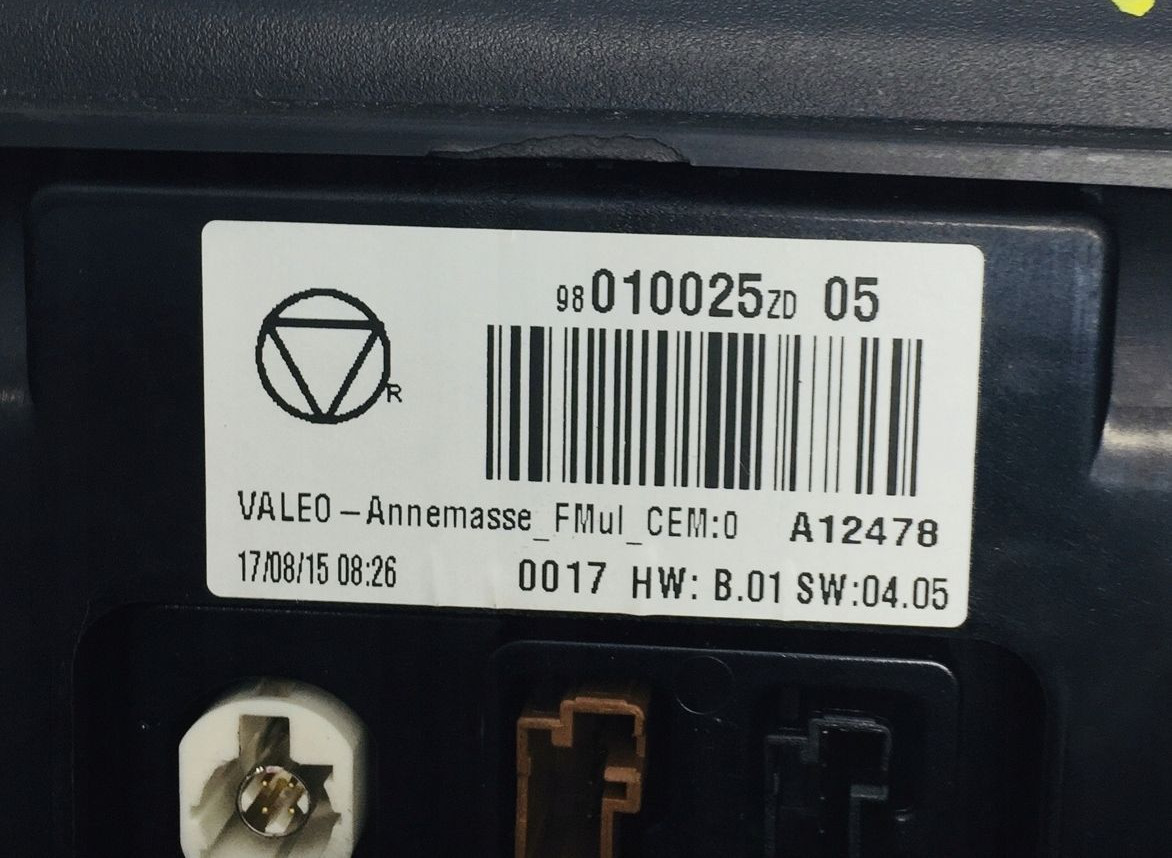 98010025ZD 05
R
VALEO – Annemasse_FMul_CEM:0 A12478
17/08/15 08:26 0017 HW: B.01 SW:04.05